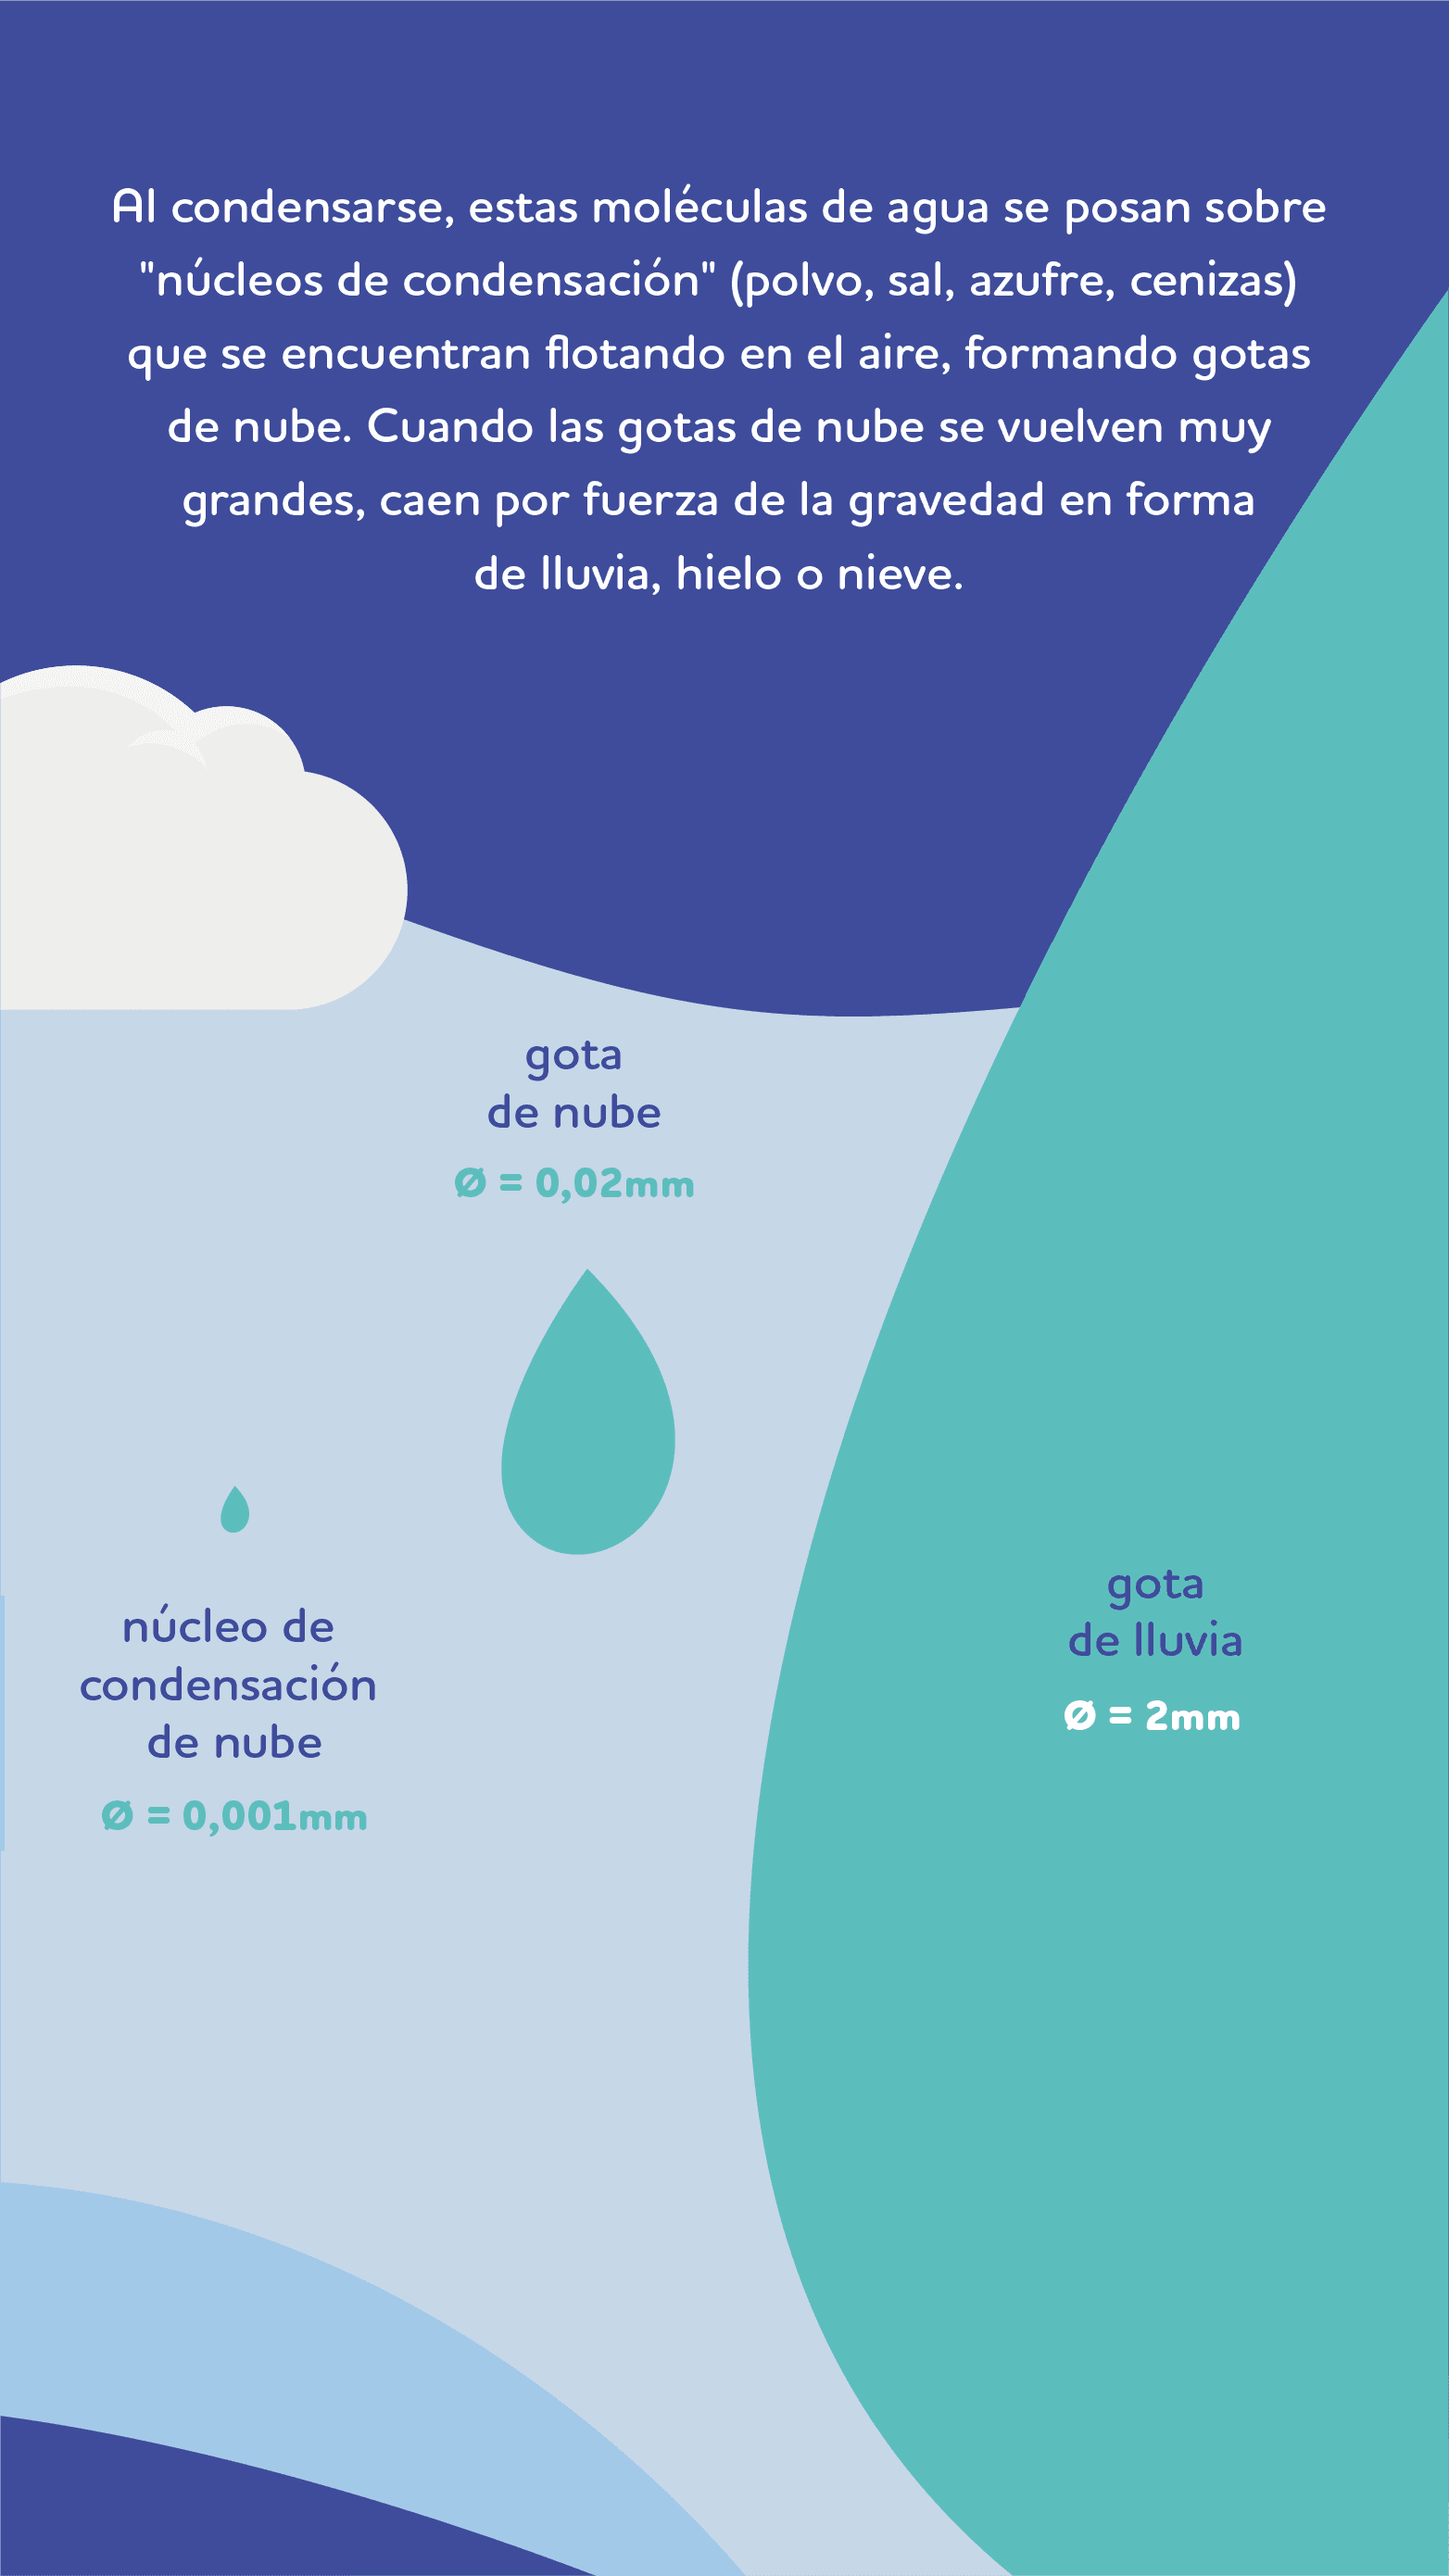 Al condensarse, estas moléculas de agua se posan sobre
"núcleos de condensación" (polvo, sal, azufre, cenizas)
que se encuentran flotando en el aire, formando gotas
de nube. Cuando las gotas de nube se vuelven muy
grandes, caen por fuerza de la gravedad en forma
de lluvia, hielo o nieve.
gota
de nube
Ø = 0,02mm
núcleo de
condensación
de nube
Ø = 0,001mm
gota
de lluvia
Ø = 2mm